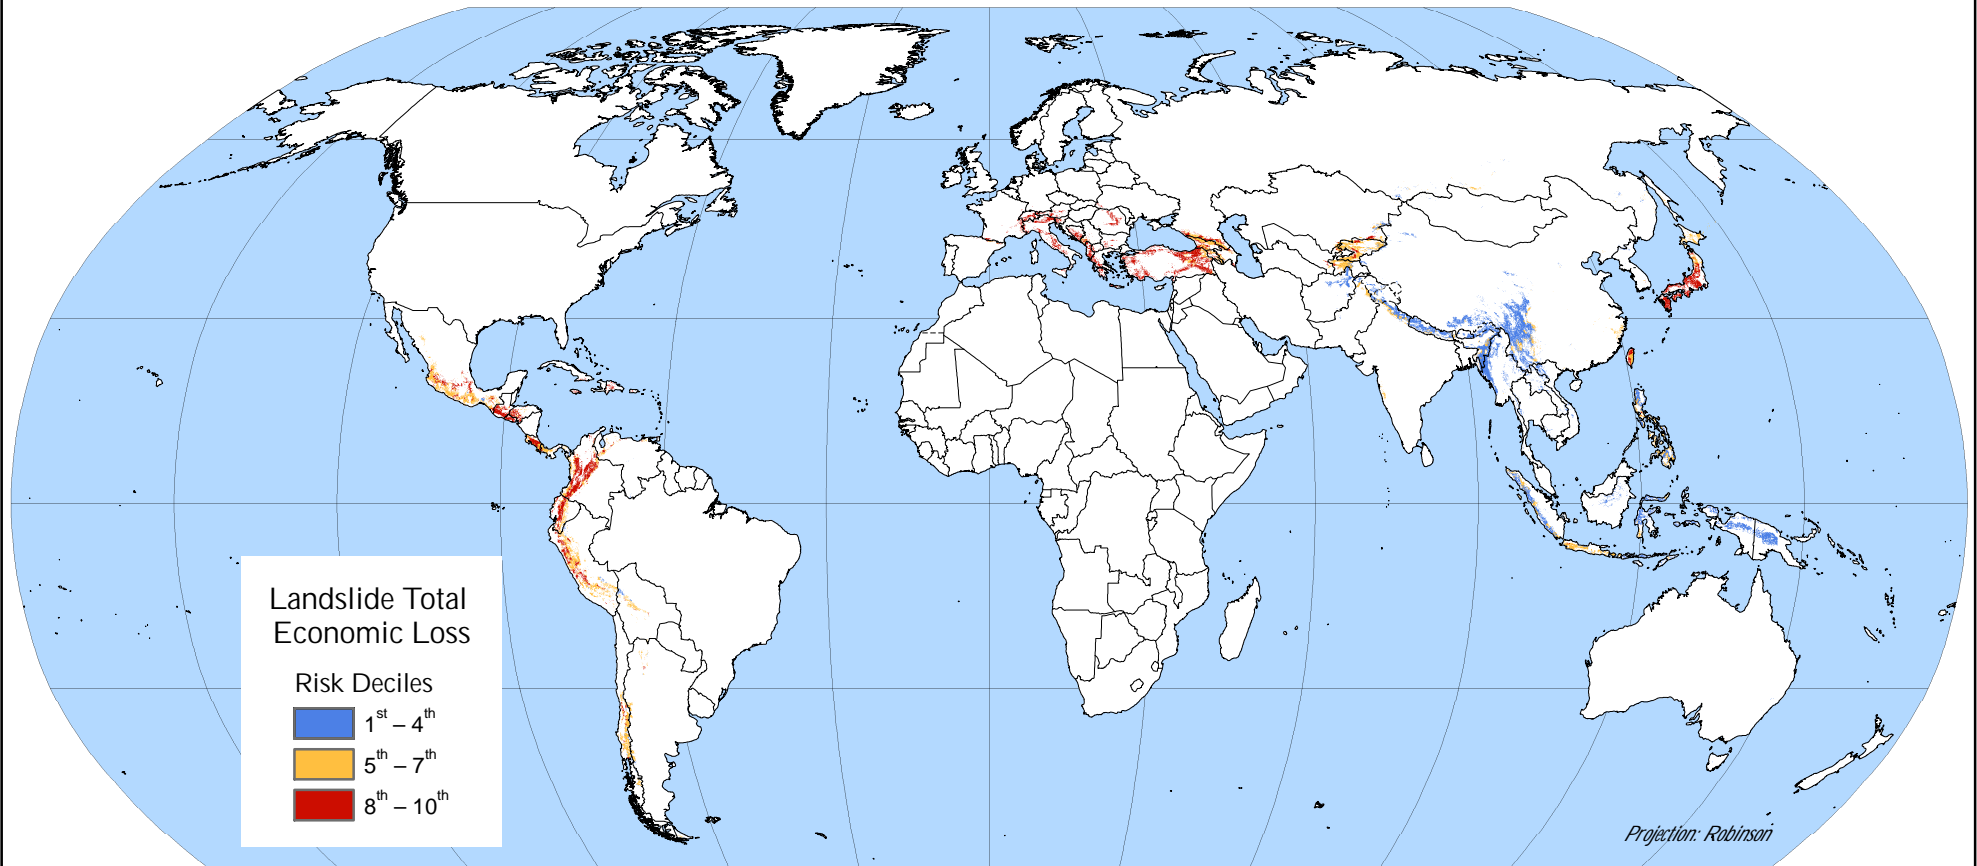 Landslide Total
Economic Loss
Risk Deciles
1st – 4th
5th – 7th
8th – 10th
Projection: Robinson